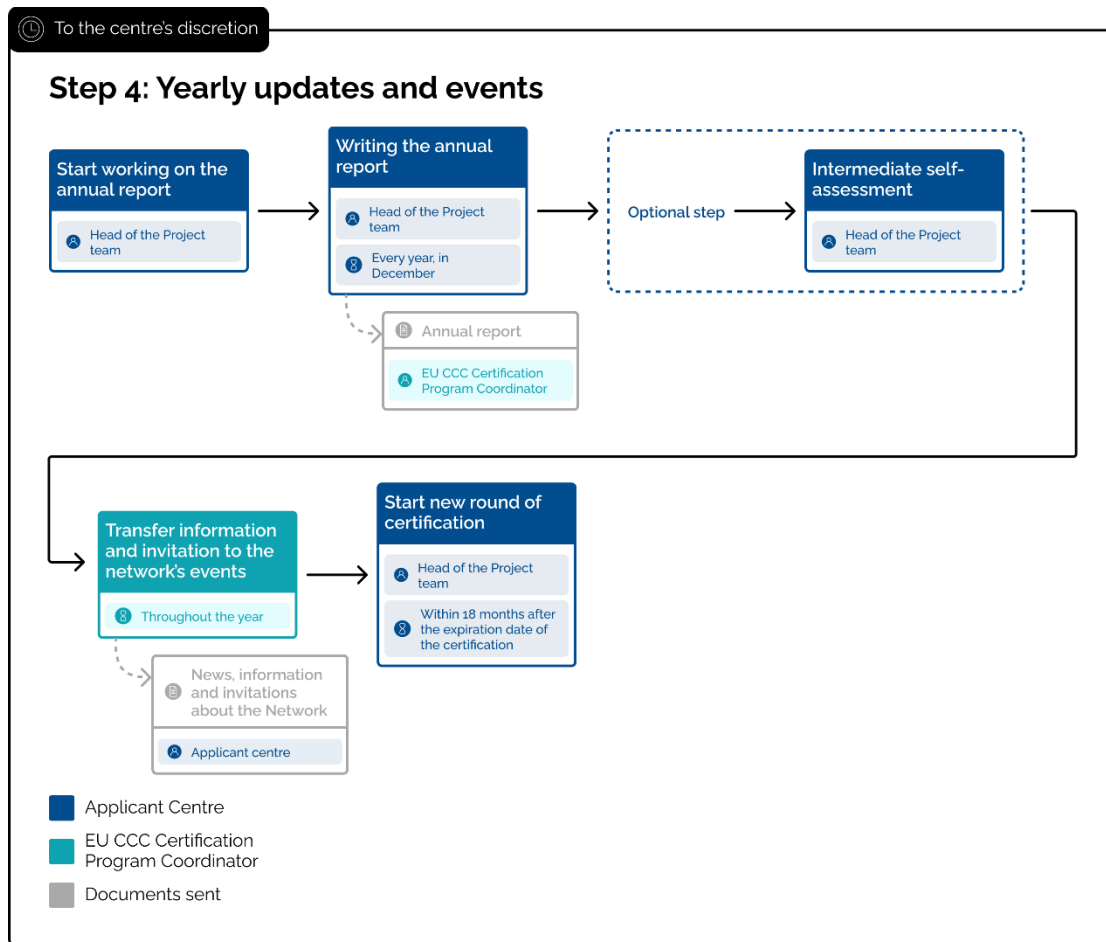 To the centre's discretion
Step 4: Yearly updates and events
Start working on the
annual report
Head of the Project
team
Writing the annual
report
Head of the Project
team
Every year, in
December
Annual report
EU CCC Certification
Program Coordinator
Optional step
Intermediate self-
assessment
Head of the Project
team
Transfer information
and invitation to the
network's events
Throughout the year
News, information
and invitations
about the Network
Applicant centre
Start new round of
certification
Head of the Project
team
Within 18 months after
the expiration date of
the certification
Applicant Centre
EU CCC Certification
Program Coordinator
Documents sent